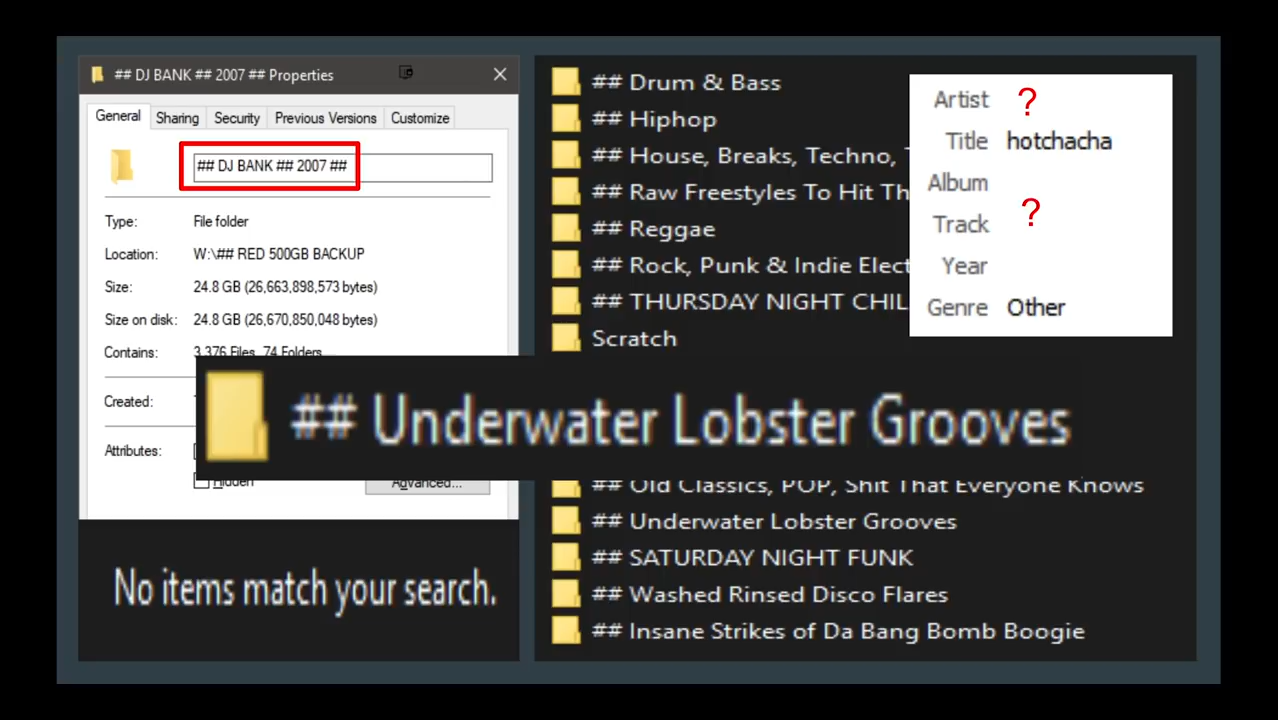 ## DJ BANK ## 2007 ## Properties
General Sharing Security Previous Versions Customize
## DJ BANK ## 2007 ##
Type: File folder
Location: W:\## RED 500GB BACKUP
Size: 24.8 GB (26,663,898,573 bytes)
Size on disk: 24.8 GB (26,670,850,048 bytes)
Contains: 3,376 Files, 74 Folders
Created:
Attributes:
Hidden
Advanced...
No items match your search.
## Drum & Bass
## Hiphop
## House, Breaks, Techno,
## Raw Freestyles To Hit Th
## Reggae
## Rock, Punk & Indie Elect
## THURSDAY NIGHT CHIL
Scratch
Artist ?
Title hotchacha
Album
Track ?
Year
Genre Other
## Underwater Lobster Grooves
## Old Classics, POP, Shit That Everyone Knows
## Underwater Lobster Grooves
## SATURDAY NIGHT FUNK
## Washed Rinsed Disco Flares
## Insane Strikes of Da Bang Bomb Boogie